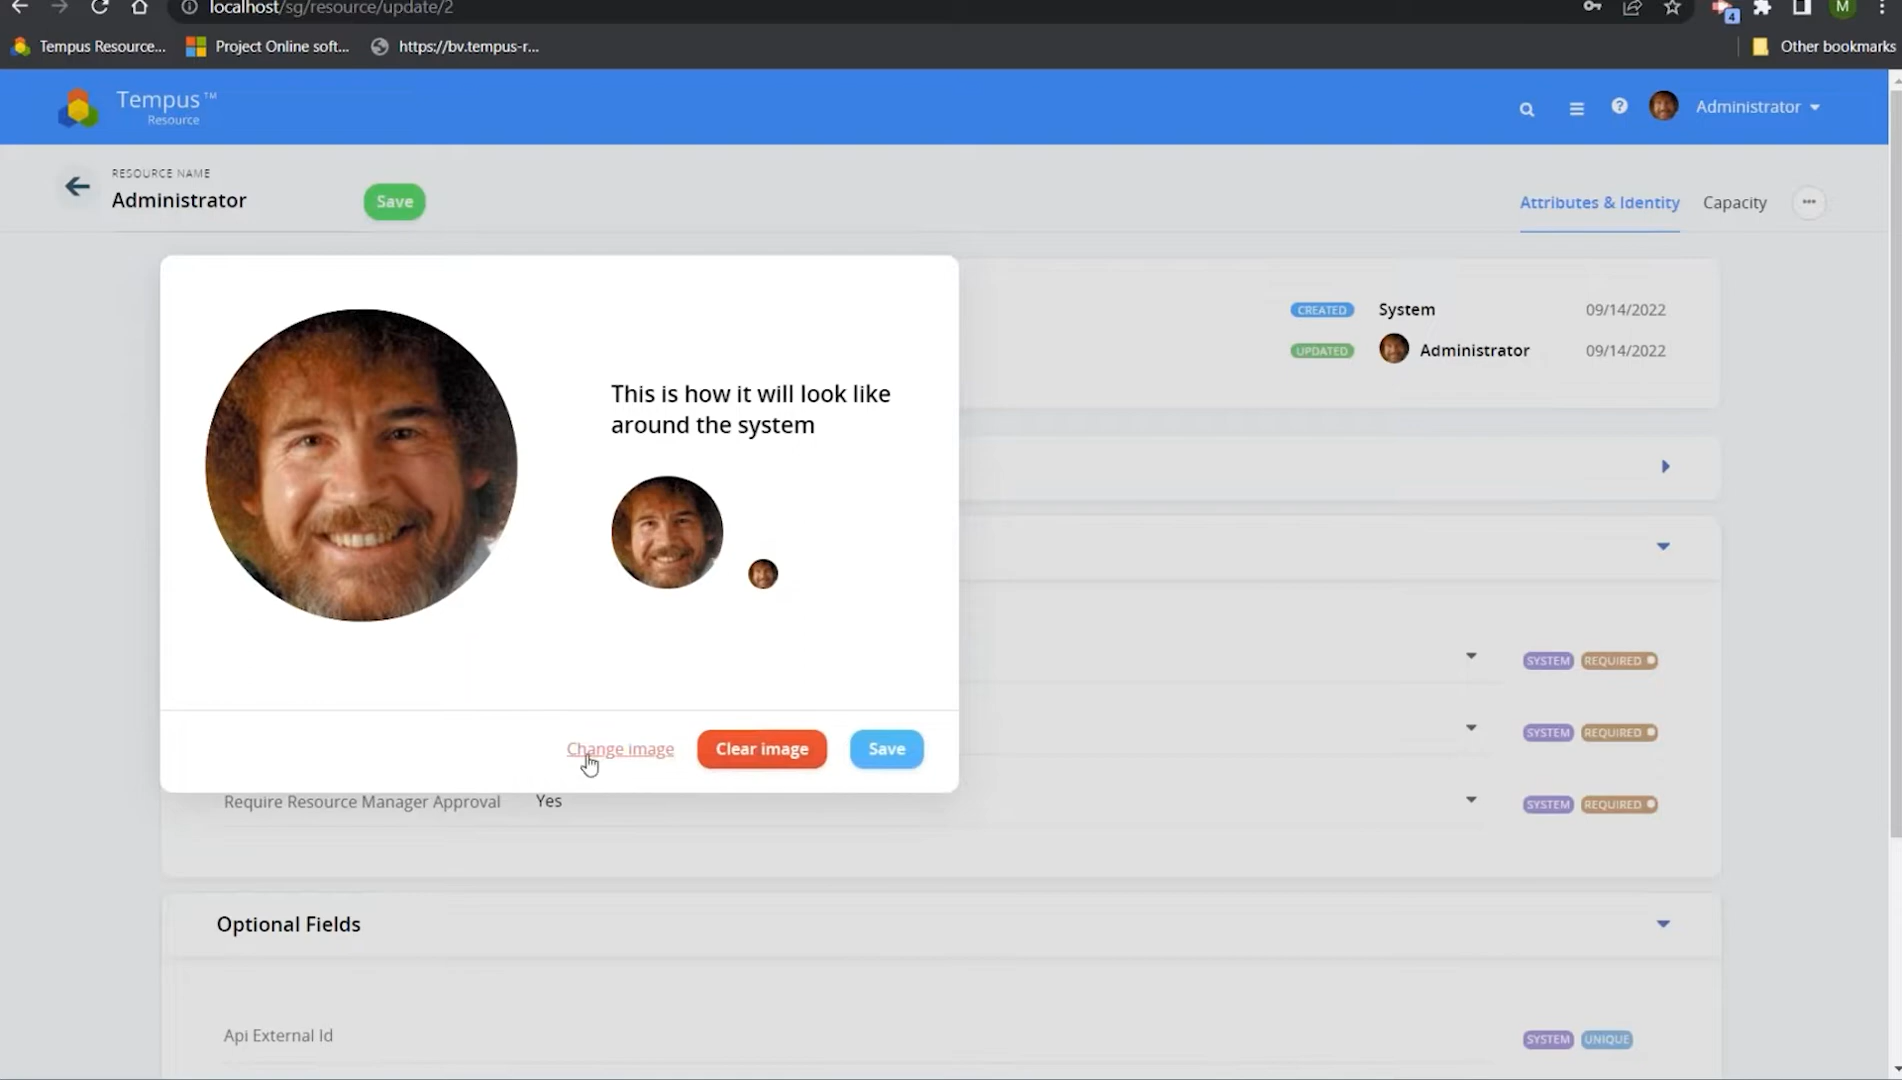 localhost/sg/resource/update/2
4
M
Tempus Resource...
Project Online soft...
https://bv.tempus-r...
Other bookmarks
Tempus™
Resource
?
Administrator
RESOURCE NAME
Administrator
Save
Attributes & Identity
Capacity
CREATED
System
09/14/2022
UPDATED
Administrator
09/14/2022
This is how it will look like
around the system
SYSTEM
REQUIRED
SYSTEM
REQUIRED
Change image
Clear image
Save
Require Resource Manager Approval
Yes
SYSTEM
REQUIRED
Optional Fields
Api External Id
SYSTEM
UNIQUE